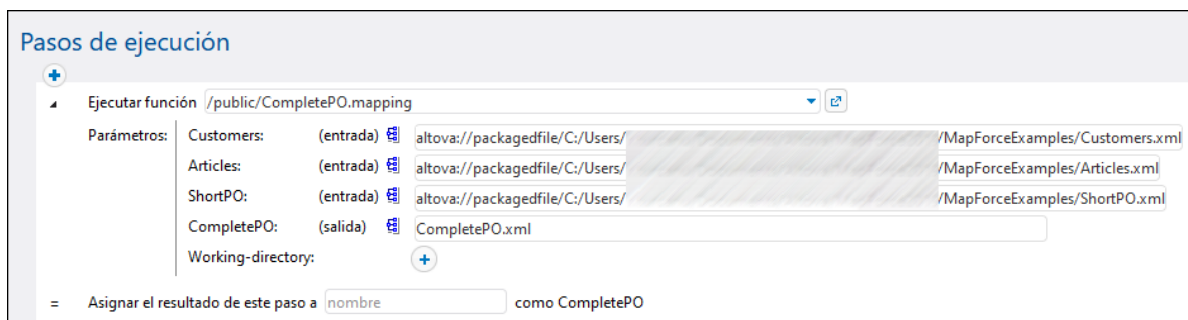 Pasos de ejecución
Ejecutar función /public/CompletePO.mapping
Parámetros: Customers: (entrada) altova://packagedfile/C:/Users/ /MapForceExamples/Customers.xml
Articles: (entrada) altova://packagedfile/C:/Users/ /MapForceExamples/Articles.xml
ShortPO: (entrada) altova://packagedfile/C:/Users/ /MapForceExamples/ShortPO.xml
CompletePO: (salida) CompletePO.xml
Working-directory:
= Asignar el resultado de este paso a nombre como CompletePO